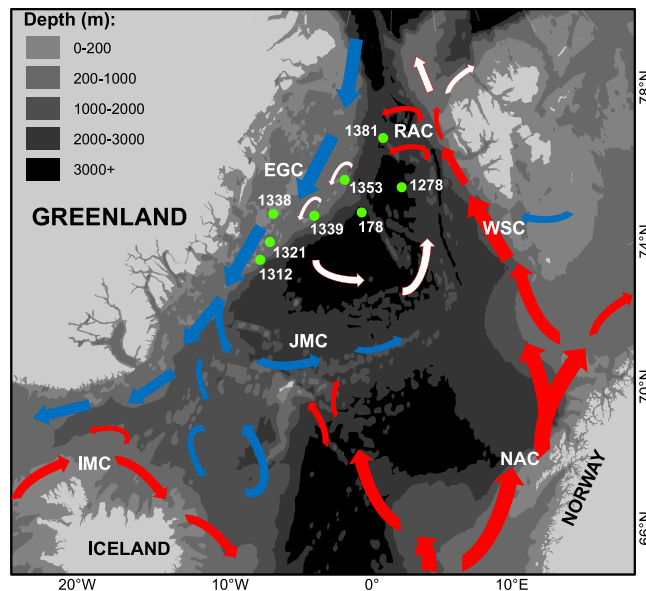 Depth (m):
0-200
200-1000
1000-2000
2000-3000
3000+
78°N
1381
RAC
EGC
1353
1278
1338
GREENLAND
1339
178
WSC
1321
74°N
1312
JMC
70°N
IMC
NAC
NORWAY
ICELAND
66°N
20°W
10°W
0°
10°E